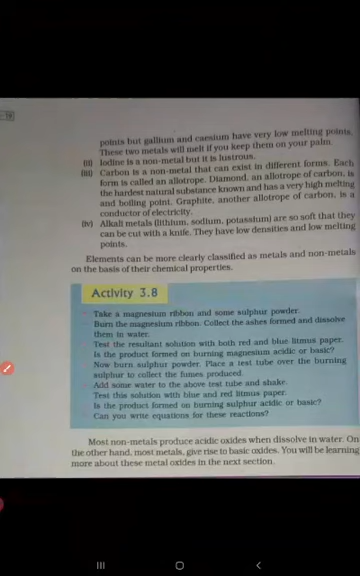 points but gallium and caesium have very low melting points.
These two metals will melt if you keep them on your palm.
(ii) Iodine is a non-metal but it is lustrous.
(iii) Carbon is a non-metal that can exist in different forms. Each
form is called an allotrope. Diamond, an allotrope of carbon, is
the hardest natural substance known and has a very high melting
and boiling point. Graphite, another allotrope of carbon, is a
conductor of electricity.
(iv) Alkali metals (lithium, sodium, potassium) are so soft that they
can be cut with a knife. They have low densities and low melting
points.
Elements can be more clearly classified as metals and non-metals
on the basis of their chemical properties.
Activity 3.8
Take a magnesium ribbon and some sulphur powder.
Burn the magnesium ribbon. Collect the ashes formed and dissolve
them in water.
Test the resultant solution with both red and blue litmus paper.
Is the product formed on burning magnesium acidic or basic?
Now burn sulphur powder. Place a test tube over the burning
sulphur to collect the fumes produced.
Add some water to the above test tube and shake.
Test this solution with blue and red litmus paper.
Is the product formed on burning sulphur acidic or basic?
Can you write equations for these reactions?
Most non-metals produce acidic oxides when dissolve in water. On
the other hand, most metals, give rise to basic oxides. You will be learning
more about these metal oxides in the next section.